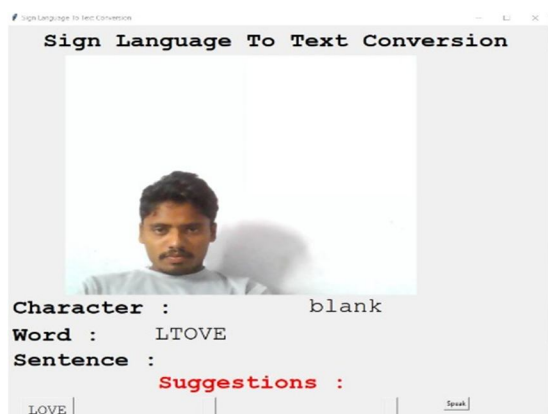 Sign Language To Text Conversion
Sign Language To Text Conversion
Character : blank
Word : LTOVE
Sentence :
Suggestions :
LOVE Speak